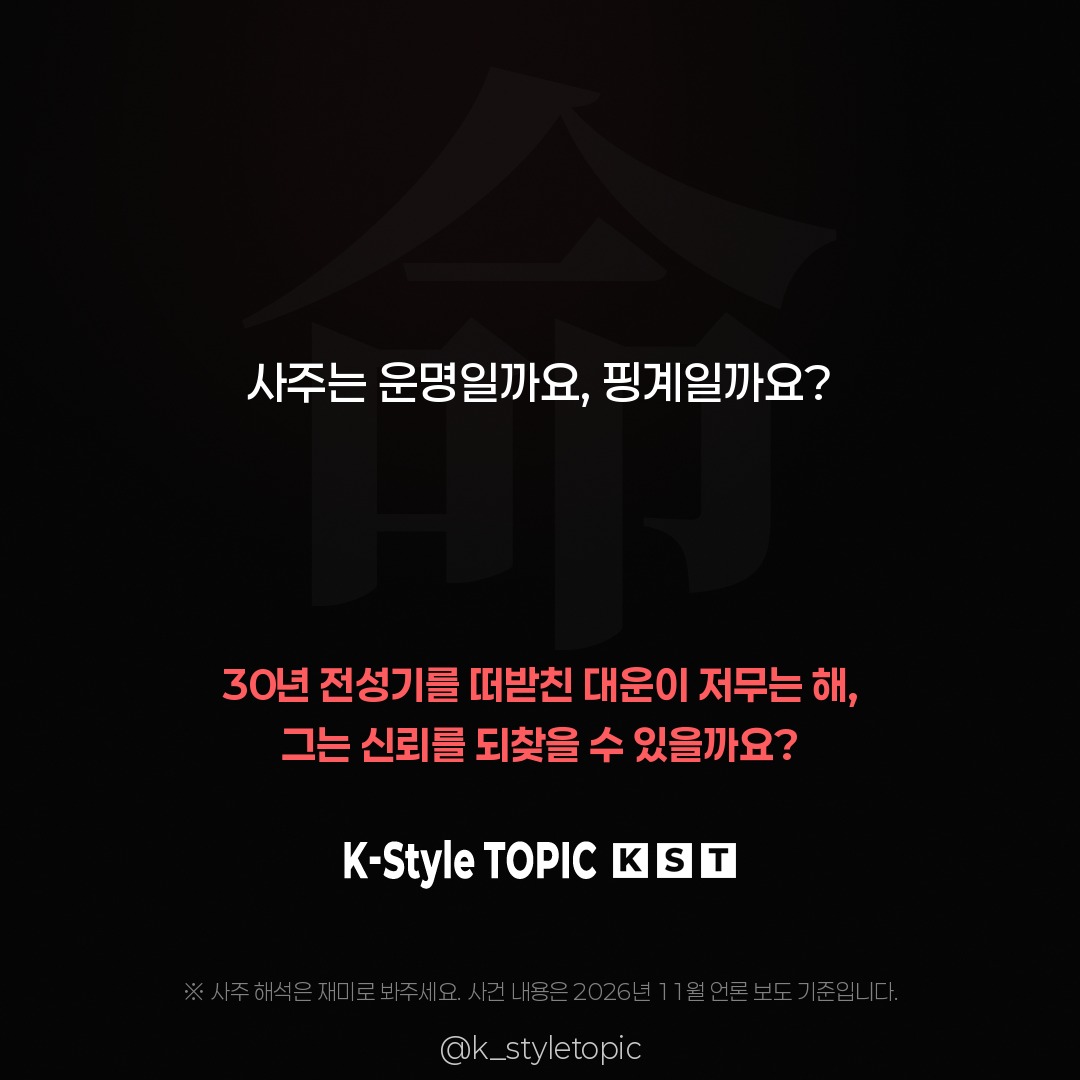 命
사주는 운명일까요, 핑계일까요?
30년 전성기를 떠받친 대운이 저무는 해,
그는 신뢰를 되찾을 수 있을까요?
K-Style TOPIC K S T
※ 사주 해석은 재미로 봐주세요. 사건 내용은 2026년 11월 언론 보도 기준입니다.
@k_styletopic